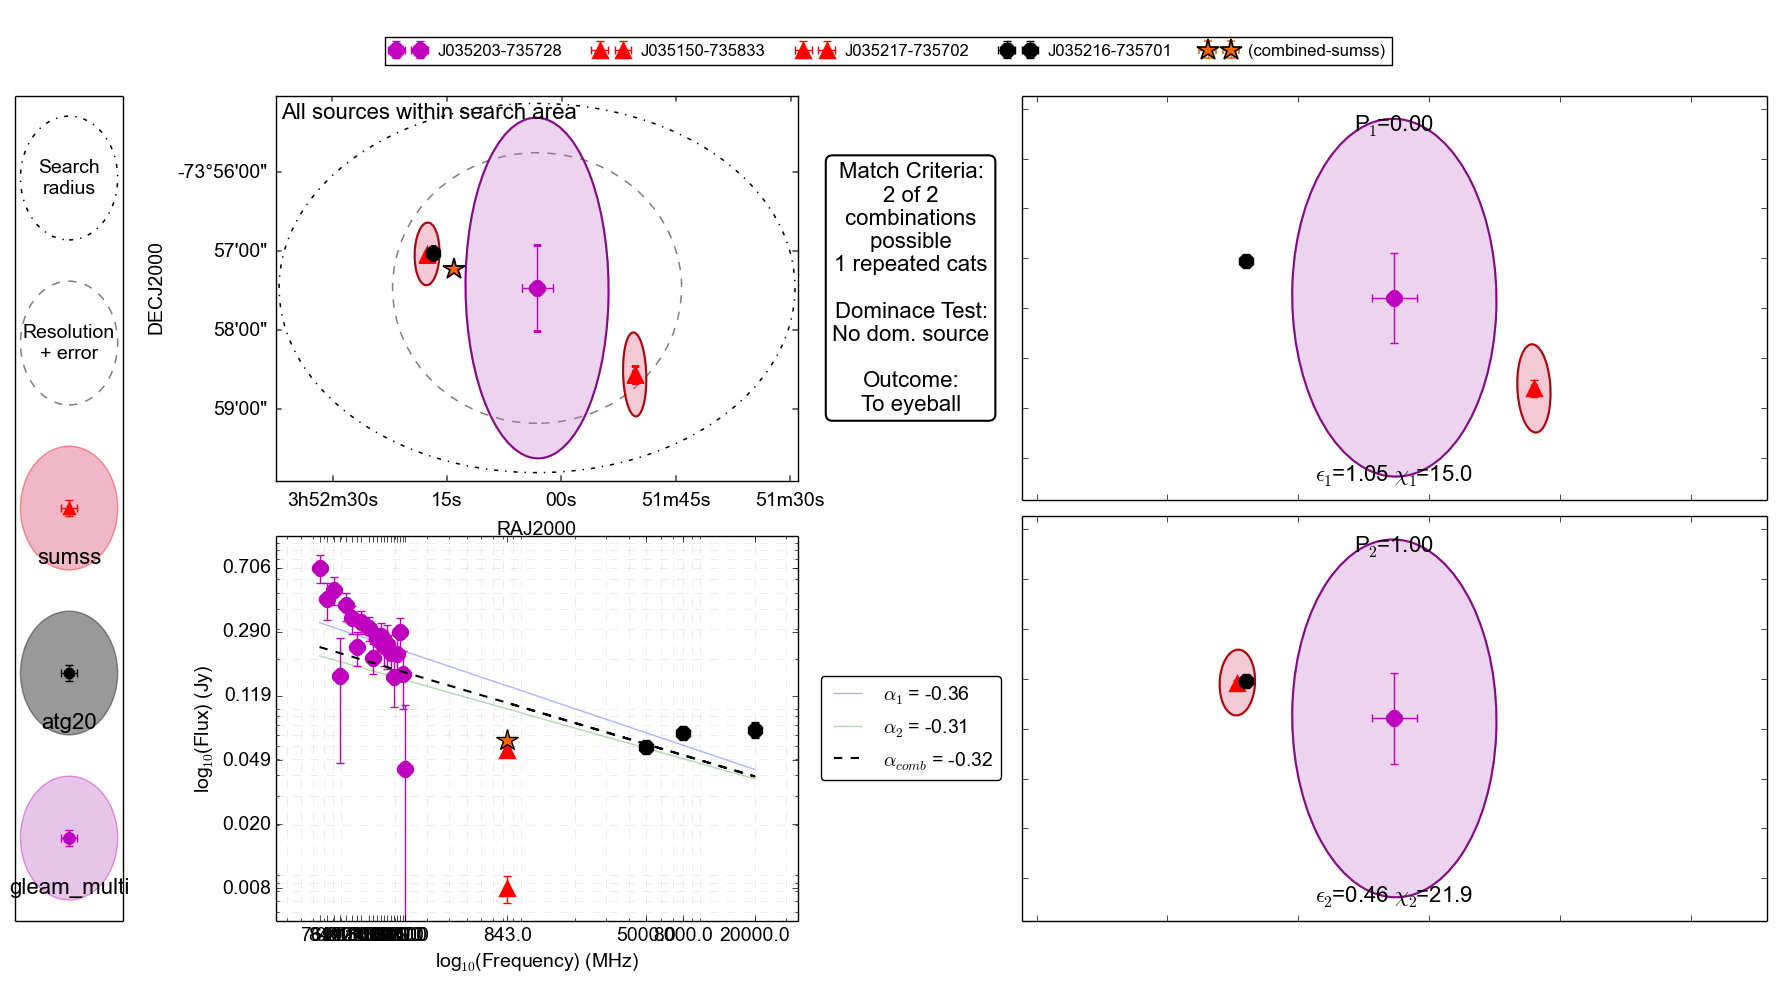 J035203-735728 J035150-735833 J035217-735702 J035216-735701 (combined-sumss)
Search
radius
Resolution
+ error
sumss
atg20
gleam_multi
All sources within search area
DECJ2000
-73°56'00"
57'00"
58'00"
59'00"
3h52m30s 15s 00s 51m45s 51m30s
RAJ2000
Match Criteria:
2 of 2
combinations
possible
1 repeated cats
Dominace Test:
No dom. source
Outcome:
To eyeball
P1=0.00
ϵ1=1.05 χ1=15.0
P2=1.00
ϵ2=0.46 χ2=21.9
log10(Flux) (Jy)
0.706
0.290
0.119
0.049
0.020
0.008
843.0 5000.0 8000.0 20000.0
log10(Frequency) (MHz)
α1 = -0.36
α2 = -0.31
αcomb = -0.32